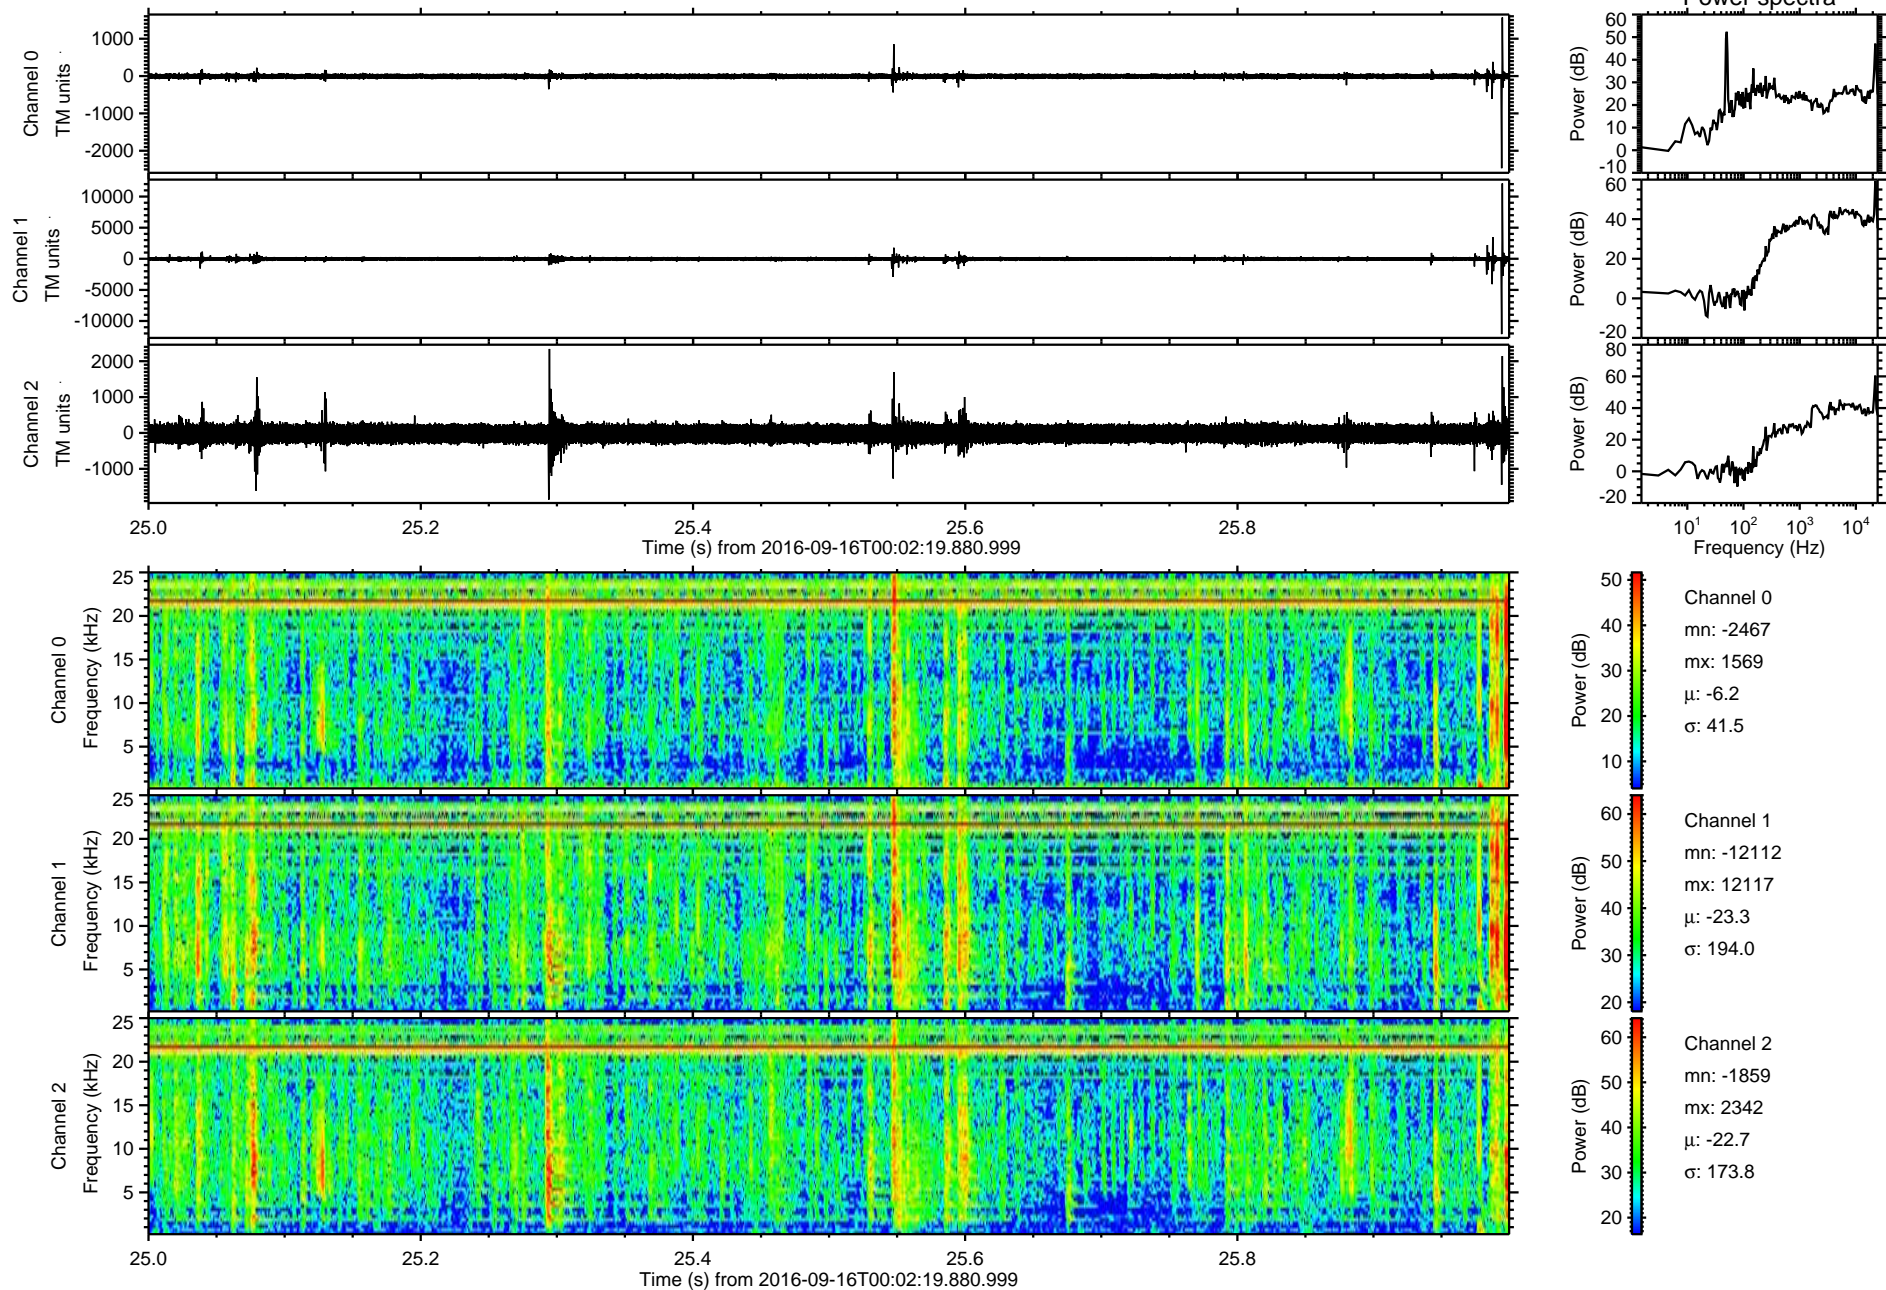 Power spectra
Channel 0
TM units
1000
0
-1000
-2000
Power (dB)
60
50
40
30
20
10
0
-10
Channel 1
TM units
10000
5000
0
-5000
-10000
Power (dB)
60
40
20
0
-20
Channel 2
TM units
2000
1000
0
-1000
Power (dB)
80
60
40
20
0
-20
25.0 25.2 25.4 25.6 25.8
Time (s) from 2016-09-16T00:02:19.880.999
10¹ 10² 10³ 10⁴
Frequency (Hz)
Channel 0
Frequency (kHz)
25
20
15
10
5
Power (dB)
50
40
30
20
10
Channel 0
mn: -2467
mx: 1569
μ: -6.2
σ: 41.5
Channel 1
Frequency (kHz)
25
20
15
10
5
Power (dB)
60
50
40
30
20
Channel 1
mn: -12112
mx: 12117
μ: -23.3
σ: 194.0
Channel 2
Frequency (kHz)
25
20
15
10
5
Power (dB)
60
50
40
30
20
Channel 2
mn: -1859
mx: 2342
μ: -22.7
σ: 173.8
25.0 25.2 25.4 25.6 25.8
Time (s) from 2016-09-16T00:02:19.880.999